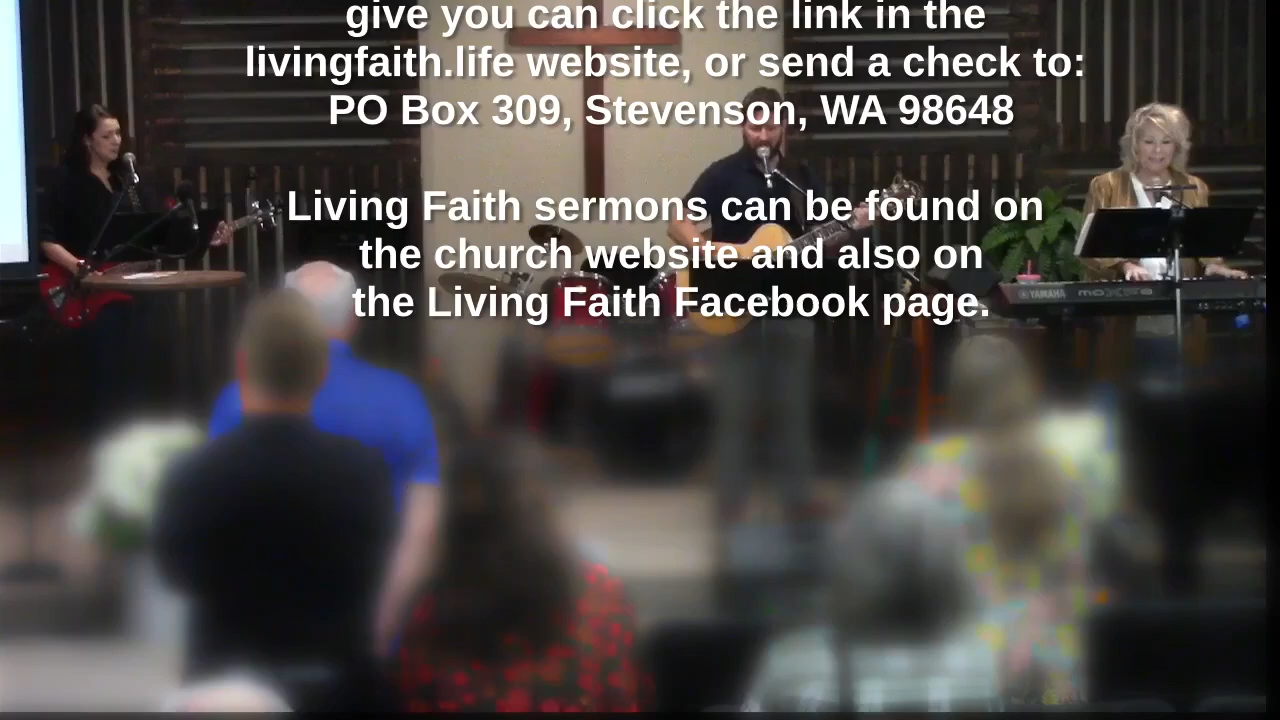 give you can click the link in the
livingfaith.life website, or send a check to:
PO Box 309, Stevenson, WA 98648
Living Faith sermons can be found on
the church website and also on
the Living Faith Facebook page.
YAMAHA